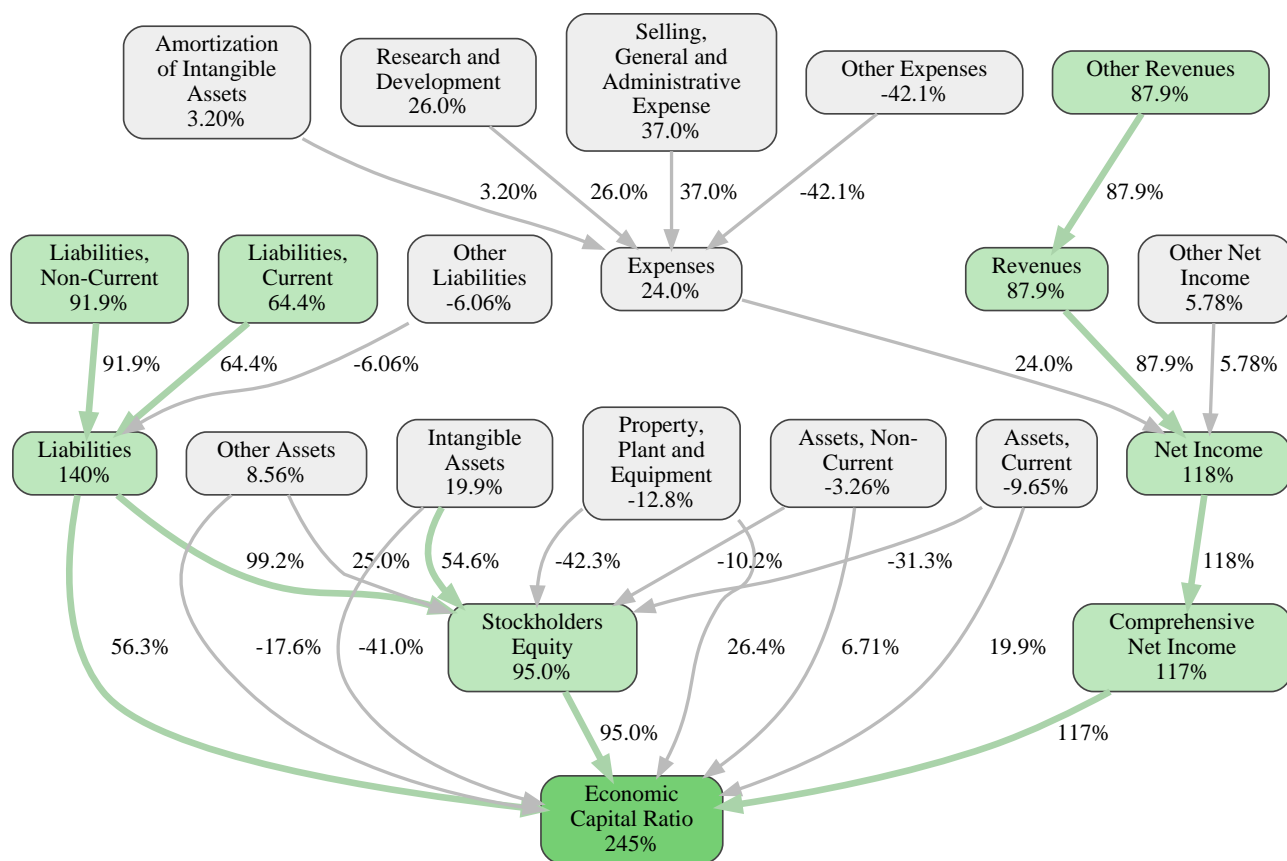 Amortization
of Intangible
Assets
3.20%
Research and
Development
26.0%
Selling,
General and
Administrative
Expense
37.0%
Other Expenses
-42.1%
Other Revenues
87.9%
3.20%
26.0%
37.0%
-42.1%
87.9%
Liabilities,
Non-Current
91.9%
Liabilities,
Current
64.4%
Other
Liabilities
-6.06%
Expenses
24.0%
Revenues
87.9%
Other Net
Income
5.78%
91.9%
64.4%
-6.06%
24.0%
87.9%
5.78%
Liabilities
140%
Other Assets
8.56%
Intangible
Assets
19.9%
Property,
Plant and
Equipment
-12.8%
Assets, Non-
Current
-3.26%
Assets,
Current
-9.65%
Net Income
118%
99.2%
25.0%
54.6%
-42.3%
-10.2%
-31.3%
118%
Stockholders
Equity
95.0%
Comprehensive
Net Income
117%
56.3%
-17.6%
-41.0%
26.4%
6.71%
19.9%
95.0%
117%
Economic
Capital Ratio
245%